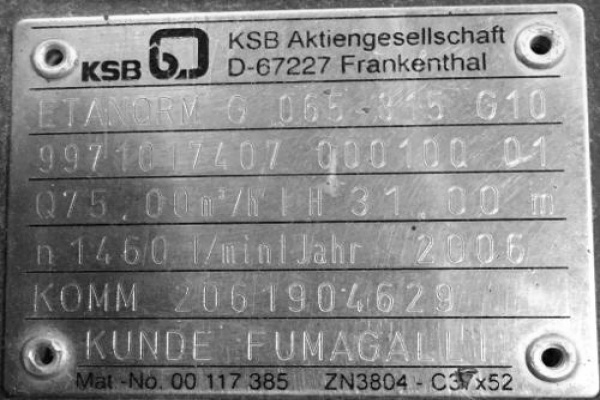 KSB KSB Aktiengesellschaft
D-67227 Frankenthal
ETANORM G 065-315 G10
9971017407 000100 01
Q75,00m³/h H 31,00 m
n1460 1/min Jahr 2006
KOMM 2061904629
KUNDE FUMAGALLI
Mat.-No. 00 117 385 ZN3804 - C37x52